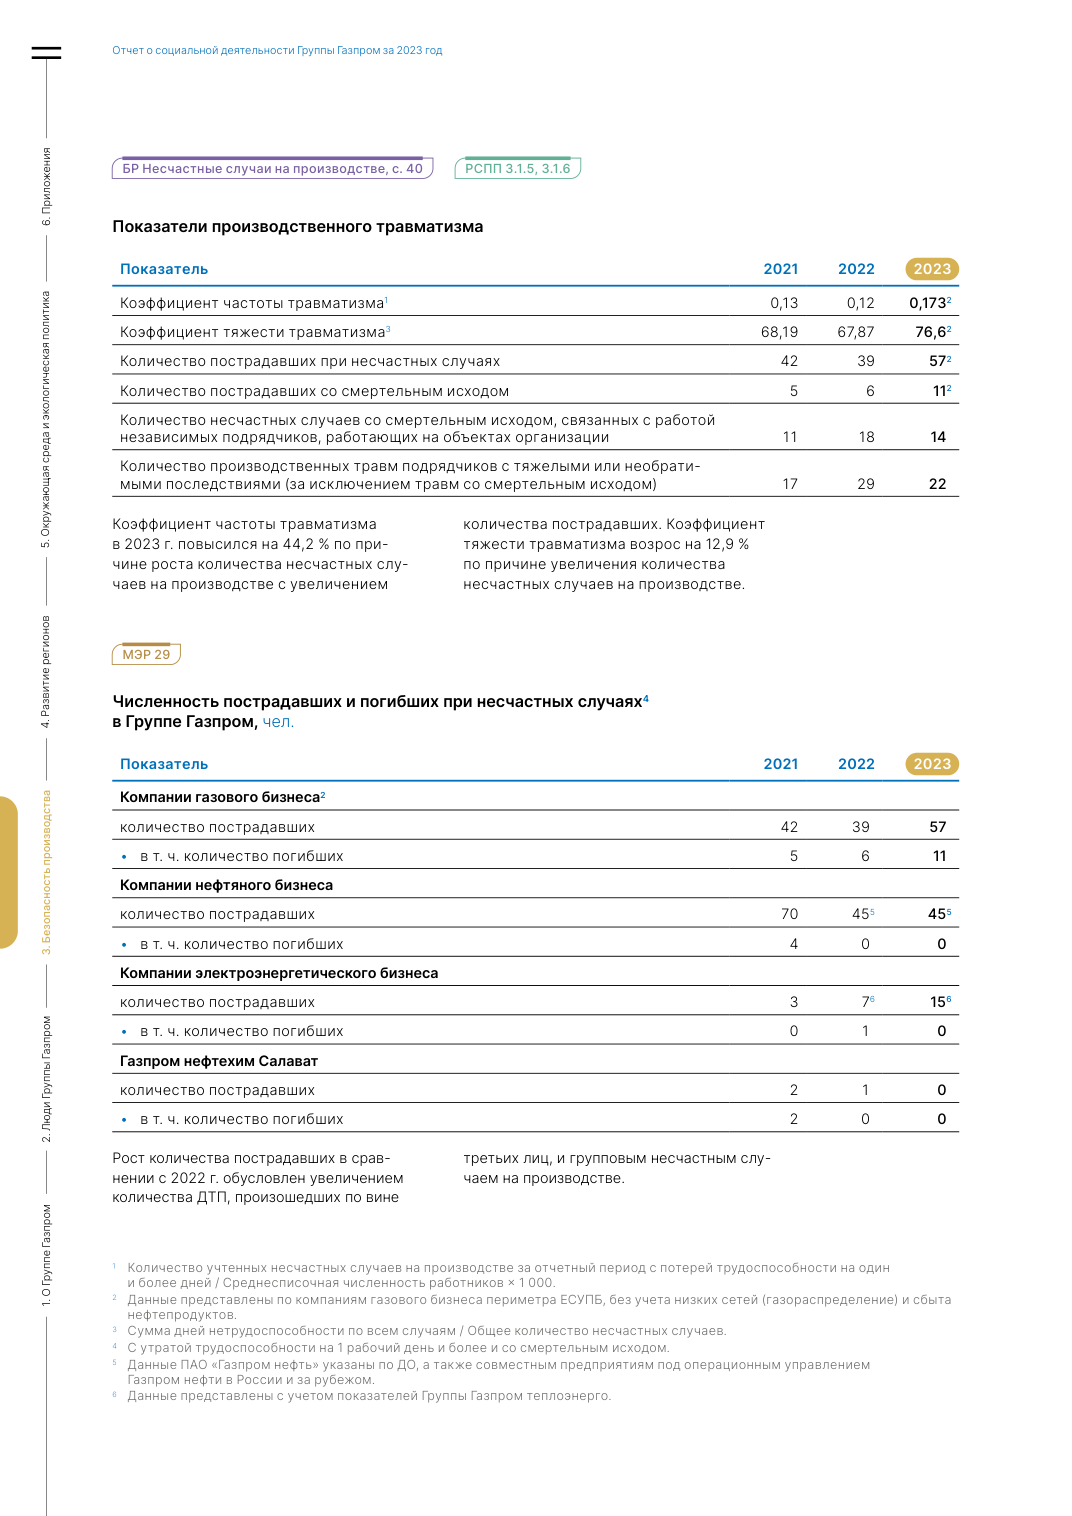 Отчет о социальной деятельности Группы Газпром за 2023 год
БР Несчастные случаи на производстве, с. 40
РСПП 3.1.5, 3.1.6
Показатели производственного травматизма
Показатель 2021 2022 2023
Коэффициент частоты травматизма¹ 0,13 0,12 0,173²
Коэффициент тяжести травматизма³ 68,19 67,87 76,6²
Количество пострадавших при несчастных случаях 42 39 57²
Количество пострадавших со смертельным исходом 5 6 11²
Количество несчастных случаев со смертельным исходом, связанных с работой
независимых подрядчиков, работающих на объектах организации 11 18 14
Количество производственных травм подрядчиков с тяжелыми или необрати-
мыми последствиями (за исключением травм со смертельным исходом) 17 29 22
Коэффициент частоты травматизма
в 2023 г. повысился на 44,2 % по при-
чине роста количества несчастных слу-
чаев на производстве с увеличением
количества пострадавших. Коэффициент
тяжести травматизма возрос на 12,9 %
по причине увеличения количества
несчастных случаев на производстве.
МЭР 29
Численность пострадавших и погибших при несчастных случаях⁴
в Группе Газпром, чел.
Показатель 2021 2022 2023
Компании газового бизнеса²
количество пострадавших 42 39 57
• в т. ч. количество погибших 5 6 11
Компании нефтяного бизнеса
количество пострадавших 70 45⁵ 45⁵
• в т. ч. количество погибших 4 0 0
Компании электроэнергетического бизнеса
количество пострадавших 3 7⁶ 15⁶
• в т. ч. количество погибших 0 1 0
Газпром нефтехим Салават
количество пострадавших 2 1 0
• в т. ч. количество погибших 2 0 0
Рост количества пострадавших в срав-
нении с 2022 г. обусловлен увеличением
количества ДТП, произошедших по вине
третьих лиц, и групповым несчастным слу-
чаем на производстве.
¹ Количество учтенных несчастных случаев на производстве за отчетный период с потерей трудоспособности на один
и более дней / Среднесписочная численность работников × 1 000.
² Данные представлены по компаниям газового бизнеса периметра ЕСУПБ, без учета низких сетей (газораспределение) и сбыта
нефтепродуктов.
³ Сумма дней нетрудоспособности по всем случаям / Общее количество несчастных случаев.
⁴ С утратой трудоспособности на 1 рабочий день и более и со смертельным исходом.
⁵ Данные ПАО «Газпром нефть» указаны по ДО, а также совместным предприятиям под операционным управлением
Газпром нефти в России и за рубежом.
⁶ Данные представлены с учетом показателей Группы Газпром теплоэнерго.
1. О Группе Газпром
2. Люди Группы Газпром
3. Безопасность производства
4. Развитие регионов
5. Окружающая среда и экологическая политика
6. Приложения